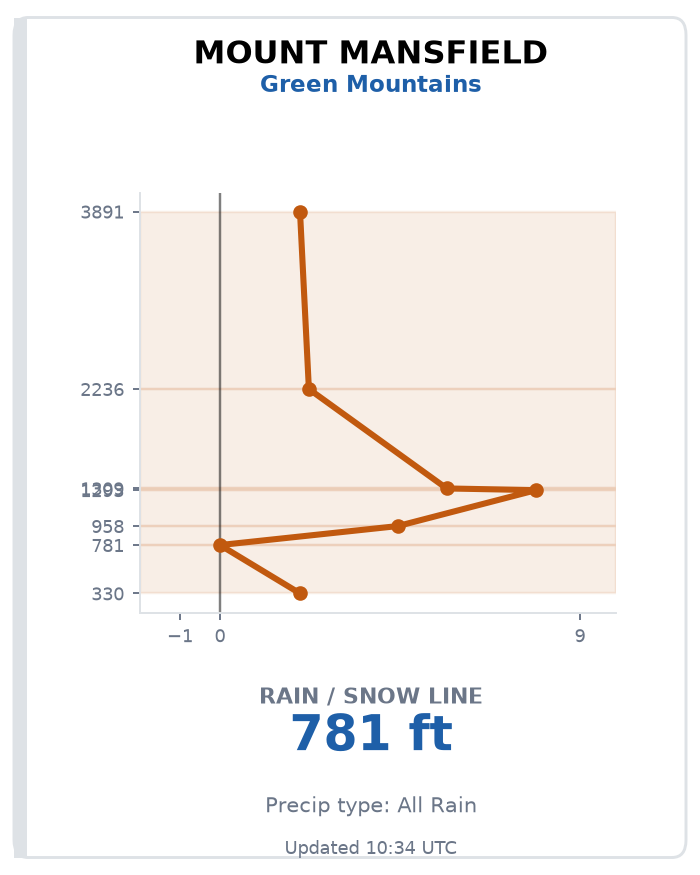 MOUNT MANSFIELD
Green Mountains
3891
2236
958
781
330
−1 0 9
RAIN / SNOW LINE
781 ft
Precip type: All Rain
Updated 10:34 UTC